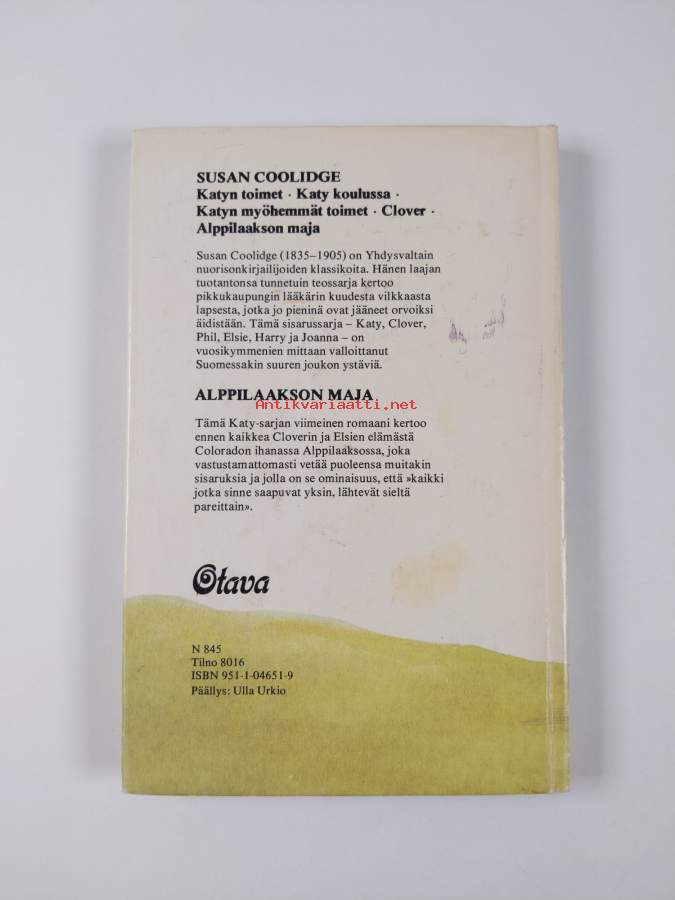 SUSAN COOLIDGE
Katyn toimet · Katy koulussa ·
Katyn myöhemmät toimet · Clover ·
Alppilaakson maja
Susan Coolidge (1835–1905) on Yhdysvaltain
nuorisonkirjailijoiden klassikoita. Hänen laajan
tuotantonsa tunnetuin teossarja kertoo
pikkukaupungin lääkärin kuudesta vilkkaasta
lapsesta, jotka jo pieninä ovat jääneet orvoiksi
äidistään. Tämä sisarussarja – Katy, Clover,
Phil, Elsie, Harry ja Joanna – on
vuosikymmenien mittaan valloittanut
Suomessakin suuren joukon ystäviä.
ALPPILAAKSON MAJA
Antikvariaatti.net
Tämä Katy-sarjan viimeinen romaani kertoo
ennen kaikkea Cloverin ja Elsien elämästä
Coloradon ihanassa Alppilaaksossa, joka
vastustamattomasti vetää puoleensa muitakin
sisaruksia ja jolla on se ominaisuus, että »kaikki
jotka sinne saapuvat yksin, lähtevät sieltä
pareittain».
Otava
N 845
Tilno 8016
ISBN 951-1-04651-9
Päällys: Ulla Urkio